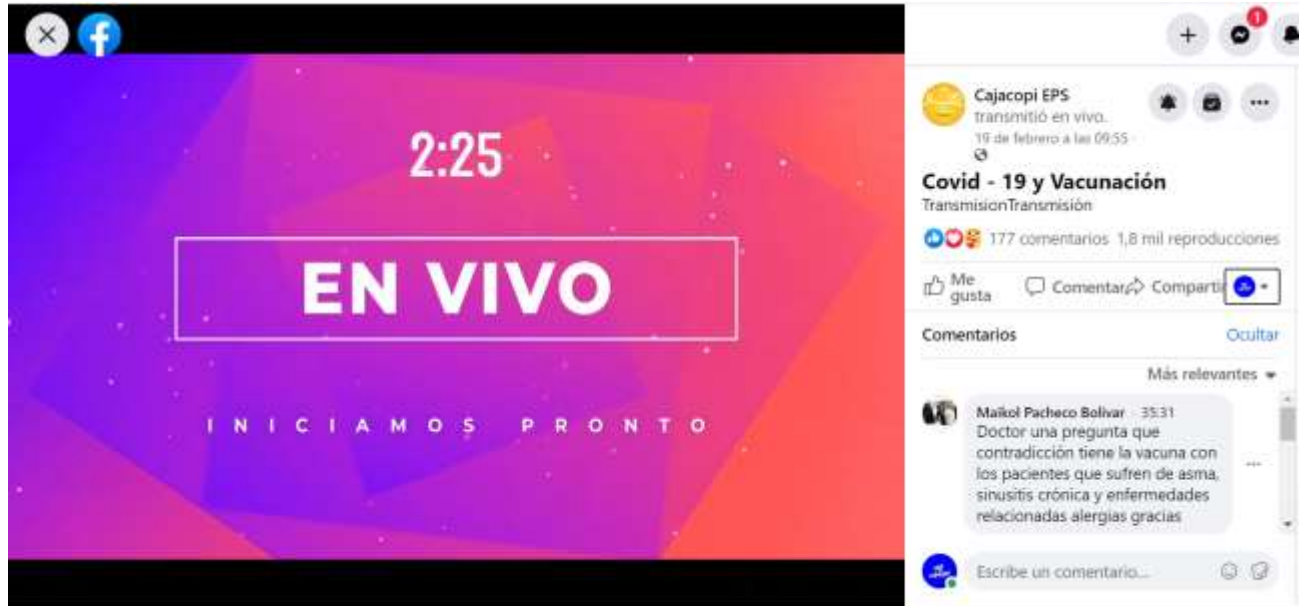 2:25
EN VIVO
INICIAMOS PRONTO
1
Cajacopi EPS
transmitió en vivo.
19 de febrero a las 09:55 ·
Covid - 19 y Vacunación
TransmisionTransmisión
177 comentarios 1,8 mil reproducciones
Me gusta
Comentar
Comparti
Comentarios
Ocultar
Más relevantes
Maikol Pacheco Bolivar · 35:31
Doctor una pregunta que
contradicción tiene la vacuna con
los pacientes que sufren de asma,
sinusitis crónica y enfermedades
relacionadas alergias gracias
Escribe un comentario...